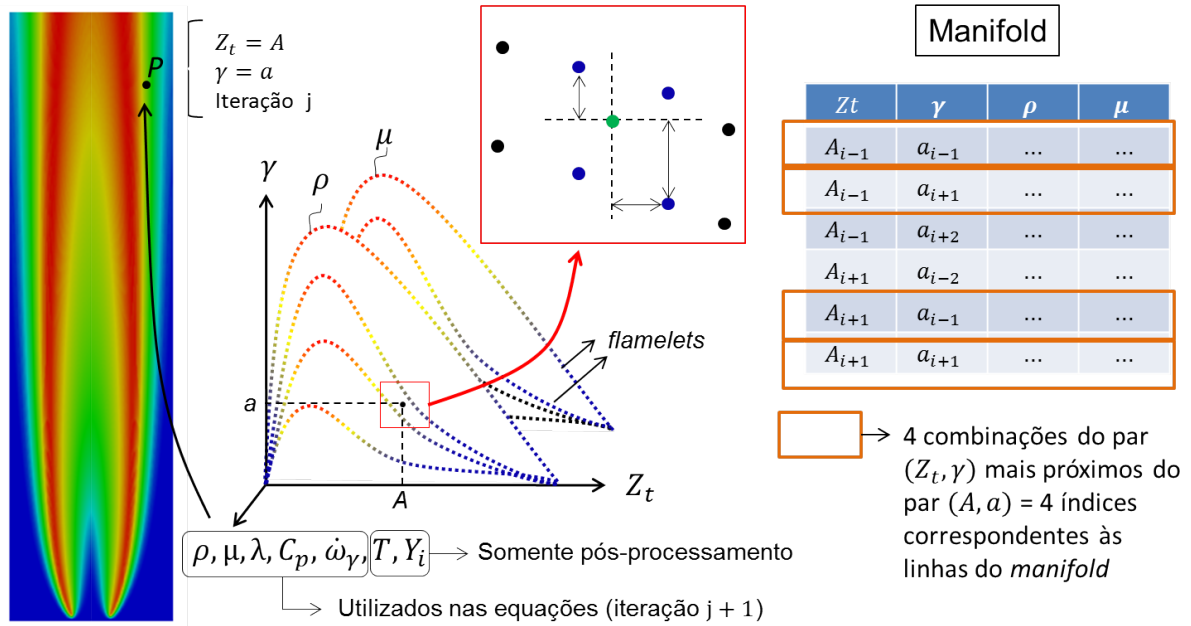 Z_t = A
γ = a
Iteração j
P
μ
ρ
γ
flamelets
a
A
Z_t
ρ, μ, λ, C_p, ω̇_γ, T, Y_i
Somente pós-processamento
Utilizados nas equações (iteração j + 1)
Manifold
Zt γ ρ μ
A_{i−1} a_{i−1} ... ...
A_{i−1} a_{i+1} ... ...
A_{i−1} a_{i+2} ... ...
A_{i+1} a_{i−2} ... ...
A_{i+1} a_{i−1} ... ...
A_{i+1} a_{i+1} ... ...
4 combinações do par
(Z_t, γ) mais próximos do
par (A, a) = 4 índices
correspondentes às
linhas do manifold